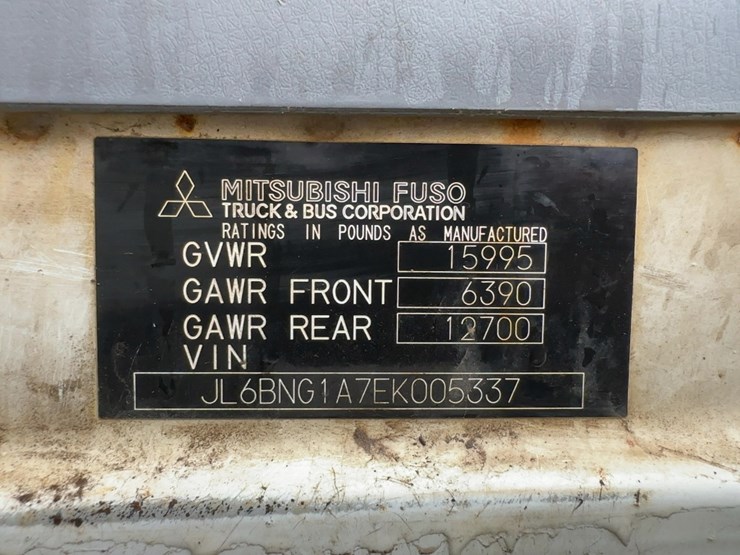 MITSUBISHI FUSO
TRUCK & BUS CORPORATION
RATINGS IN POUNDS AS MANUFACTURED
GVWR 15995
GAWR FRONT 6390
GAWR REAR 12700
VIN
JL6BNG1A7EK005337